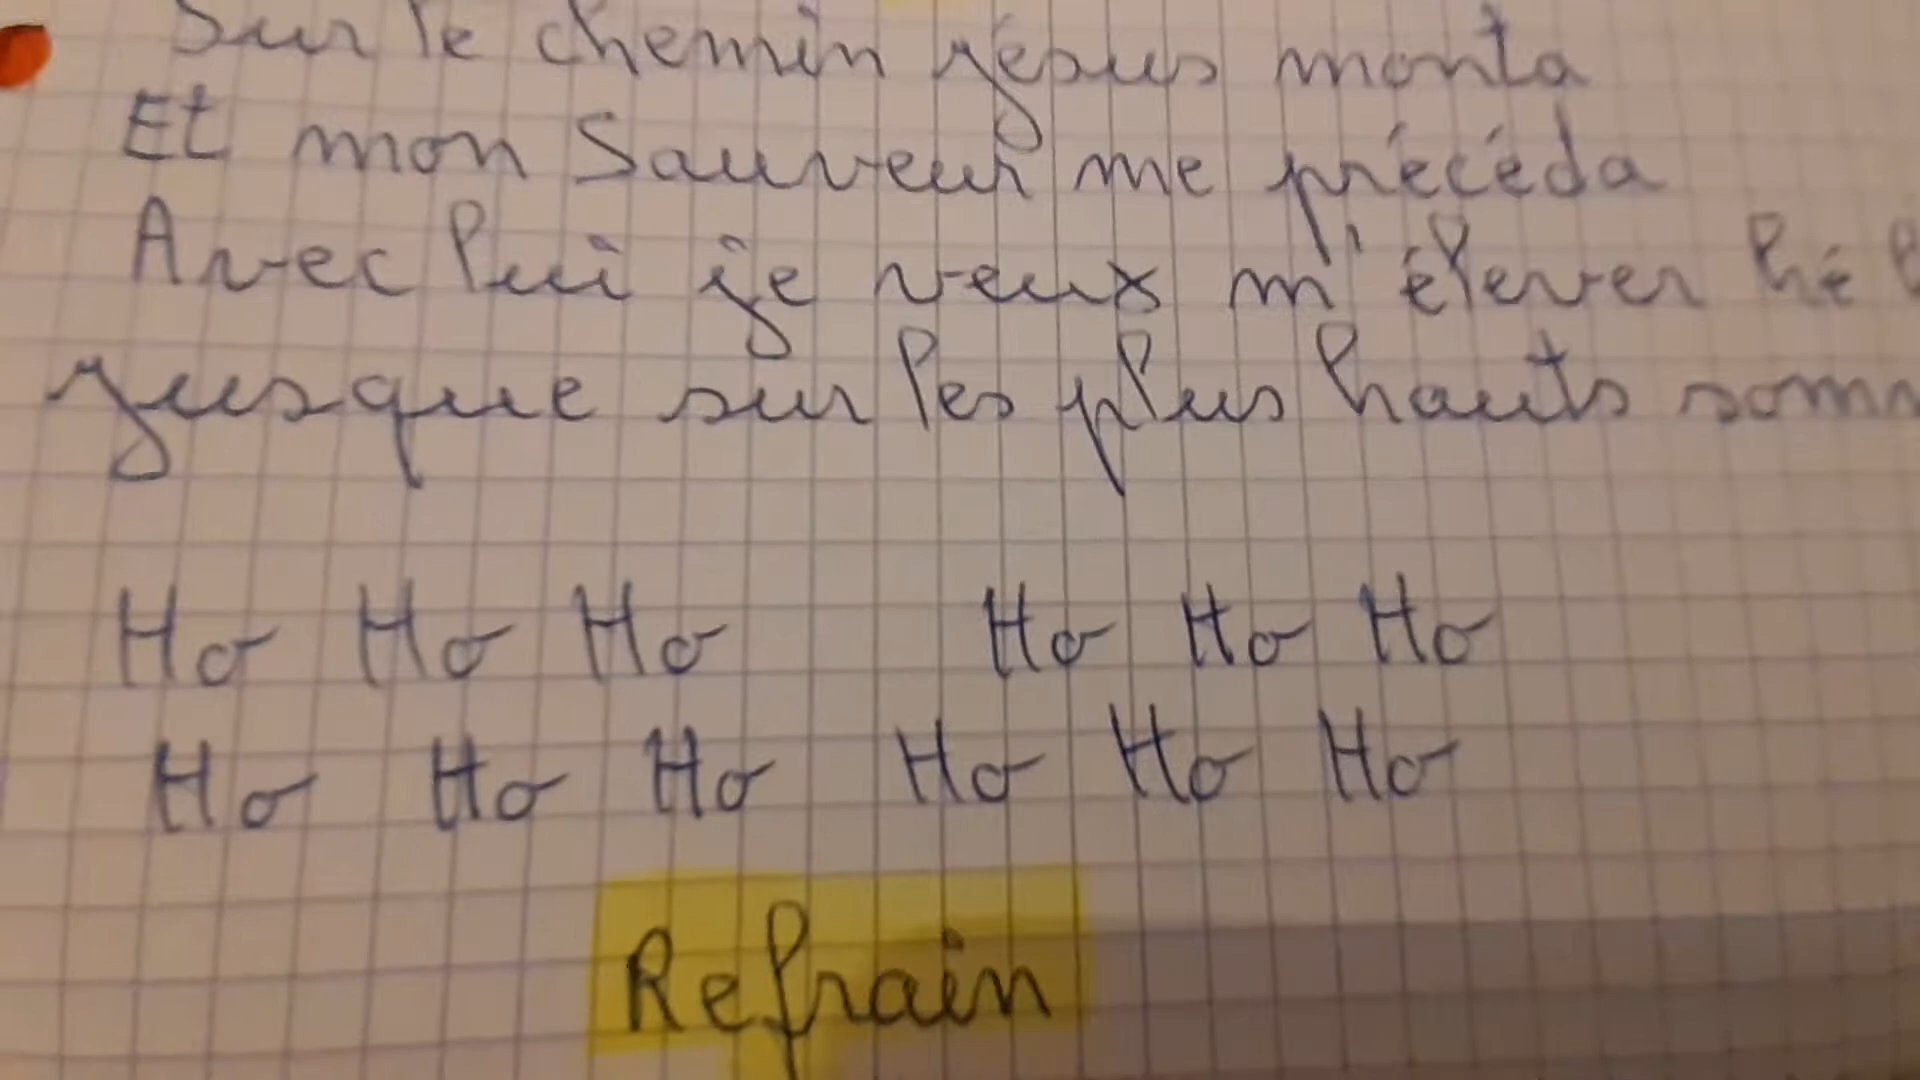 Sur le chemin Jésus monta
Et mon Sauveur me précéda
Avec lui je veux m'élever hé
Jusque sur les plus hauts
Ho Ho Ho Ho Ho Ho
Ho Ho Ho Ho Ho Ho
Refrain